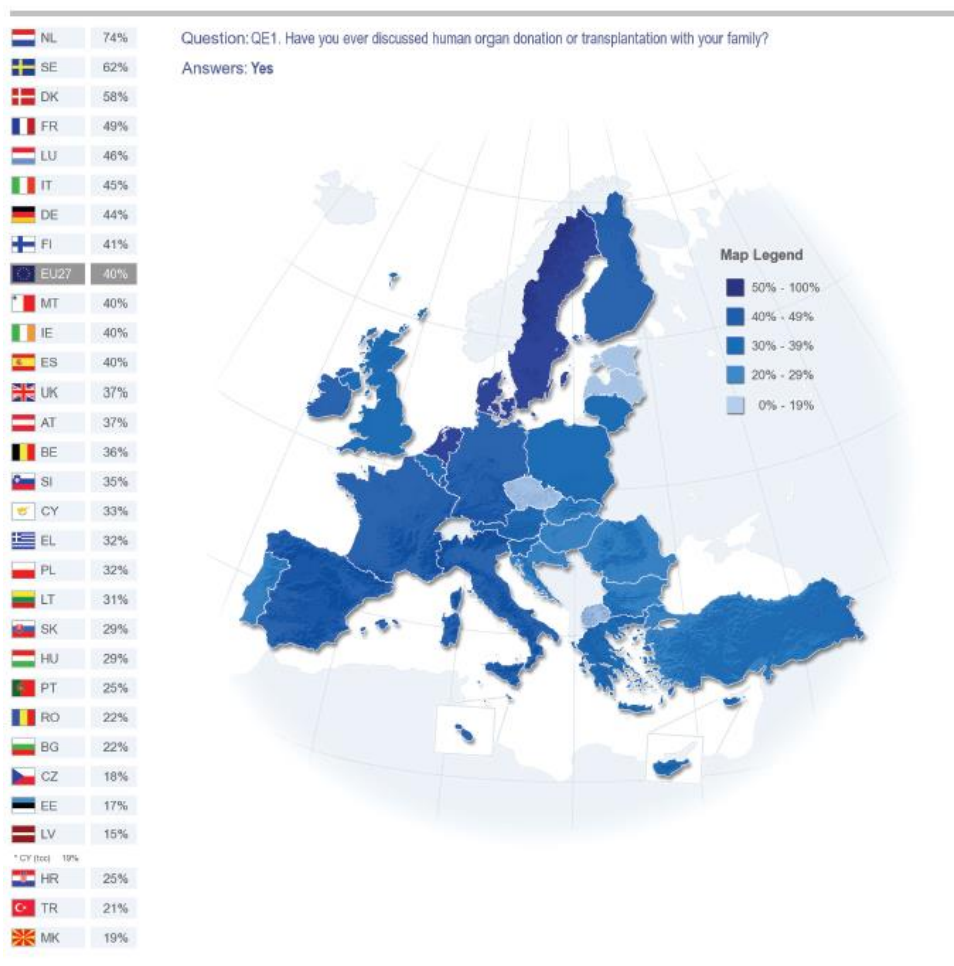 Question: QE1. Have you ever discussed human organ donation or transplantation with your family?
Answers: Yes
NL 74%
SE 62%
DK 58%
FR 49%
LU 46%
IT 45%
DE 44%
FI 41%
EU27 40%
MT 40%
IE 40%
ES 40%
UK 37%
AT 37%
BE 36%
SI 35%
CY 33%
EL 32%
PL 32%
LT 31%
SK 29%
HU 29%
PT 25%
RO 22%
BG 22%
CZ 18%
EE 17%
LV 15%
* CY (tcc) 19%
HR 25%
TR 21%
MK 19%
Map Legend
50% - 100%
40% - 49%
30% - 39%
20% - 29%
0% - 19%